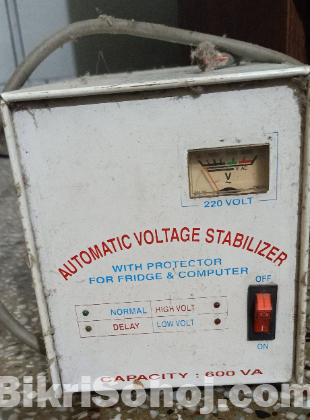 V
220 VOLT
AUTOMATIC VOLTAGE STABILIZER
WITH PROTECTOR
FOR FRIDGE & COMPUTER
OFF
NORMAL HIGH VOLT
DELAY LOW VOLT
ON
CAPACITY : 600 VA
BikriSohoj.com